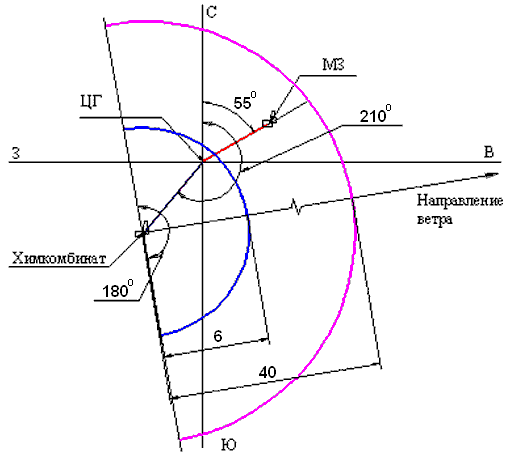 С
МЗ
ЦГ
55⁰
210⁰
З
В
Направление
ветра
Химкомбинат
180⁰
6
40
Ю